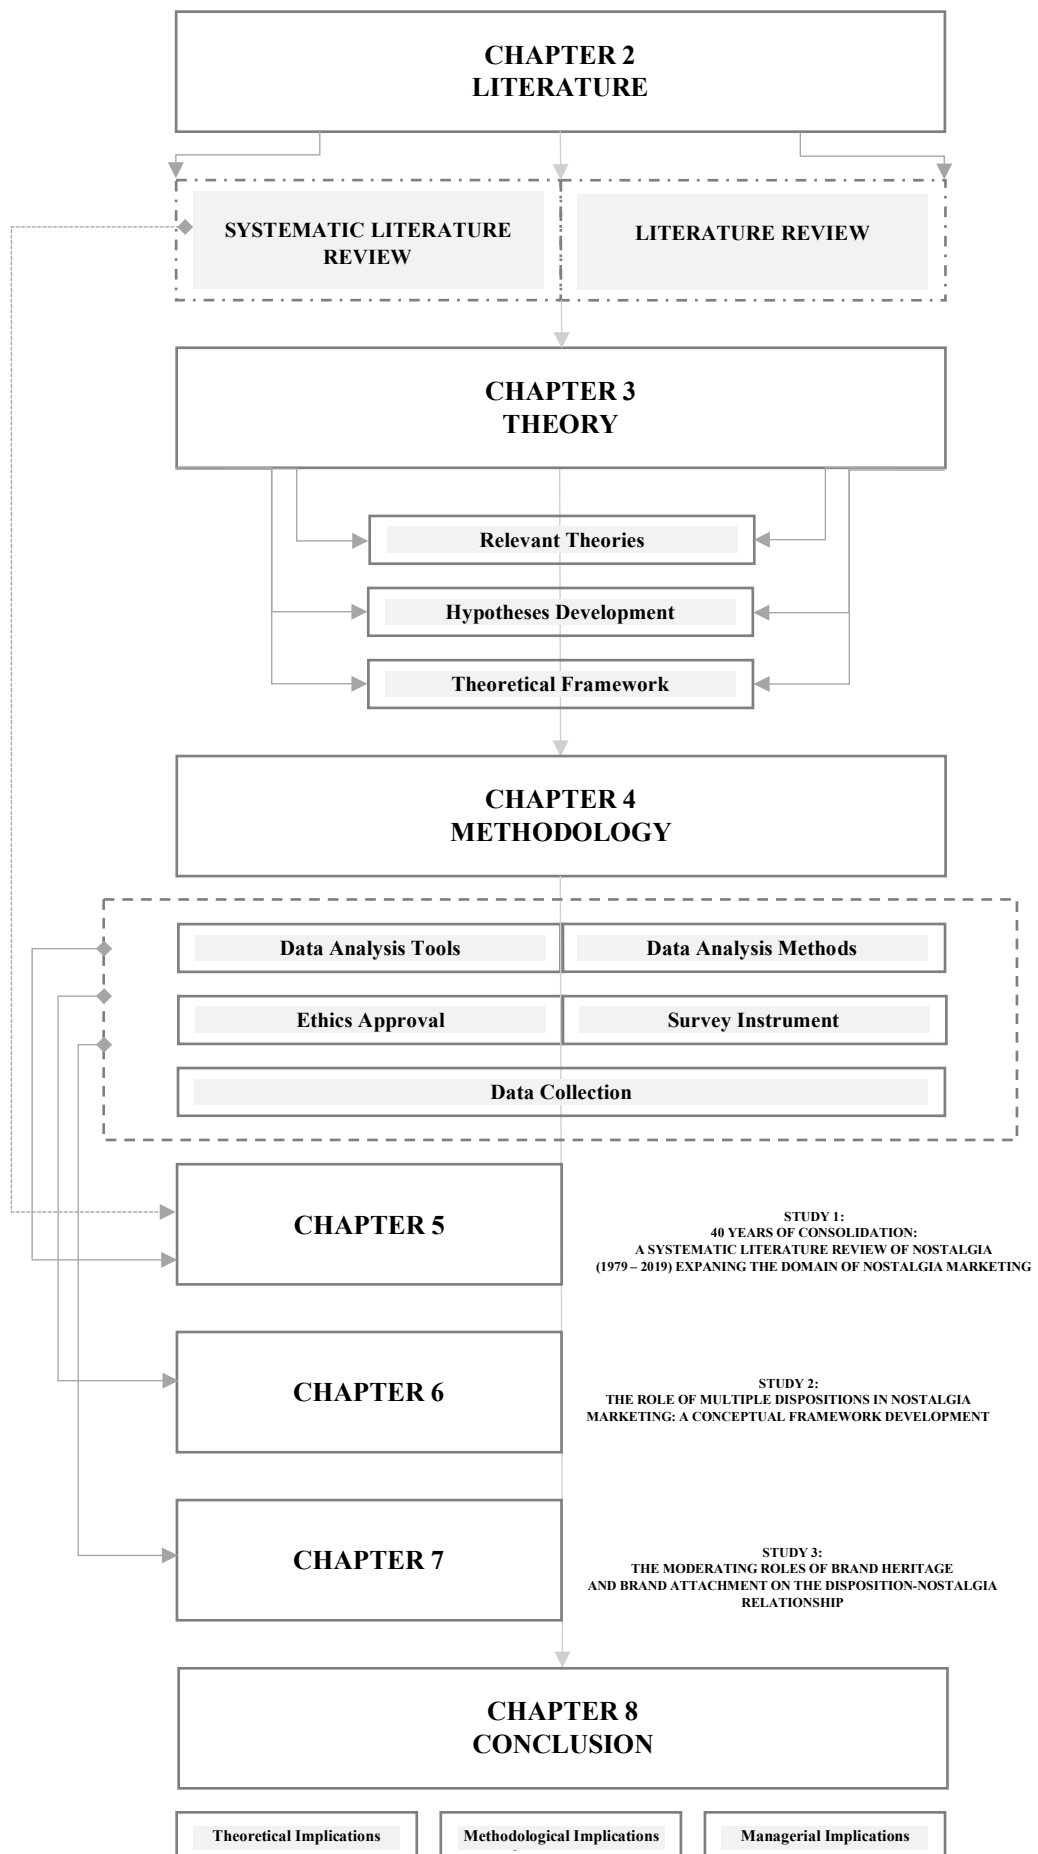 CHAPTER 2
LITERATURE
SYSTEMATIC LITERATURE
REVIEW
LITERATURE REVIEW
CHAPTER 3
THEORY
Relevant Theories
Hypotheses Development
Theoretical Framework
CHAPTER 4
METHODOLOGY
Data Analysis Tools
Data Analysis Methods
Ethics Approval
Survey Instrument
Data Collection
CHAPTER 5
STUDY 1:
40 YEARS OF CONSOLIDATION:
A SYSTEMATIC LITERATURE REVIEW OF NOSTALGIA
(1979 – 2019) EXPANING THE DOMAIN OF NOSTALGIA MARKETING
CHAPTER 6
STUDY 2:
THE ROLE OF MULTIPLE DISPOSITIONS IN NOSTALGIA
MARKETING: A CONCEPTUAL FRAMEWORK DEVELOPMENT
CHAPTER 7
STUDY 3:
THE MODERATING ROLES OF BRAND HERITAGE
AND BRAND ATTACHMENT ON THE DISPOSITION-NOSTALGIA
RELATIONSHIP
CHAPTER 8
CONCLUSION
Theoretical Implications
Methodological Implications
Managerial Implications